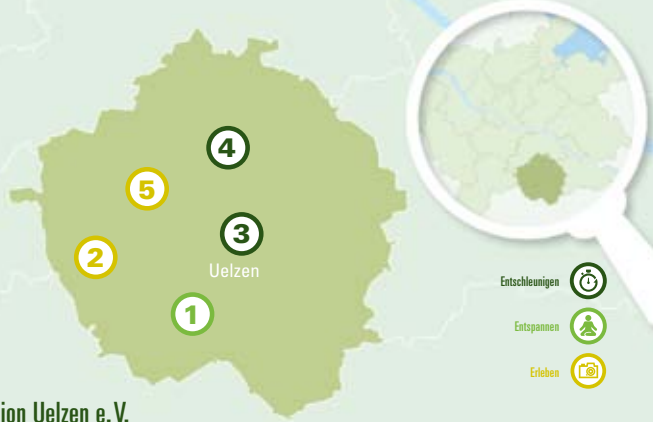 4
5
3
2
Uelzen
1
Entschleunigen
Entspannen
Erleben
ion Uelzen e. V.